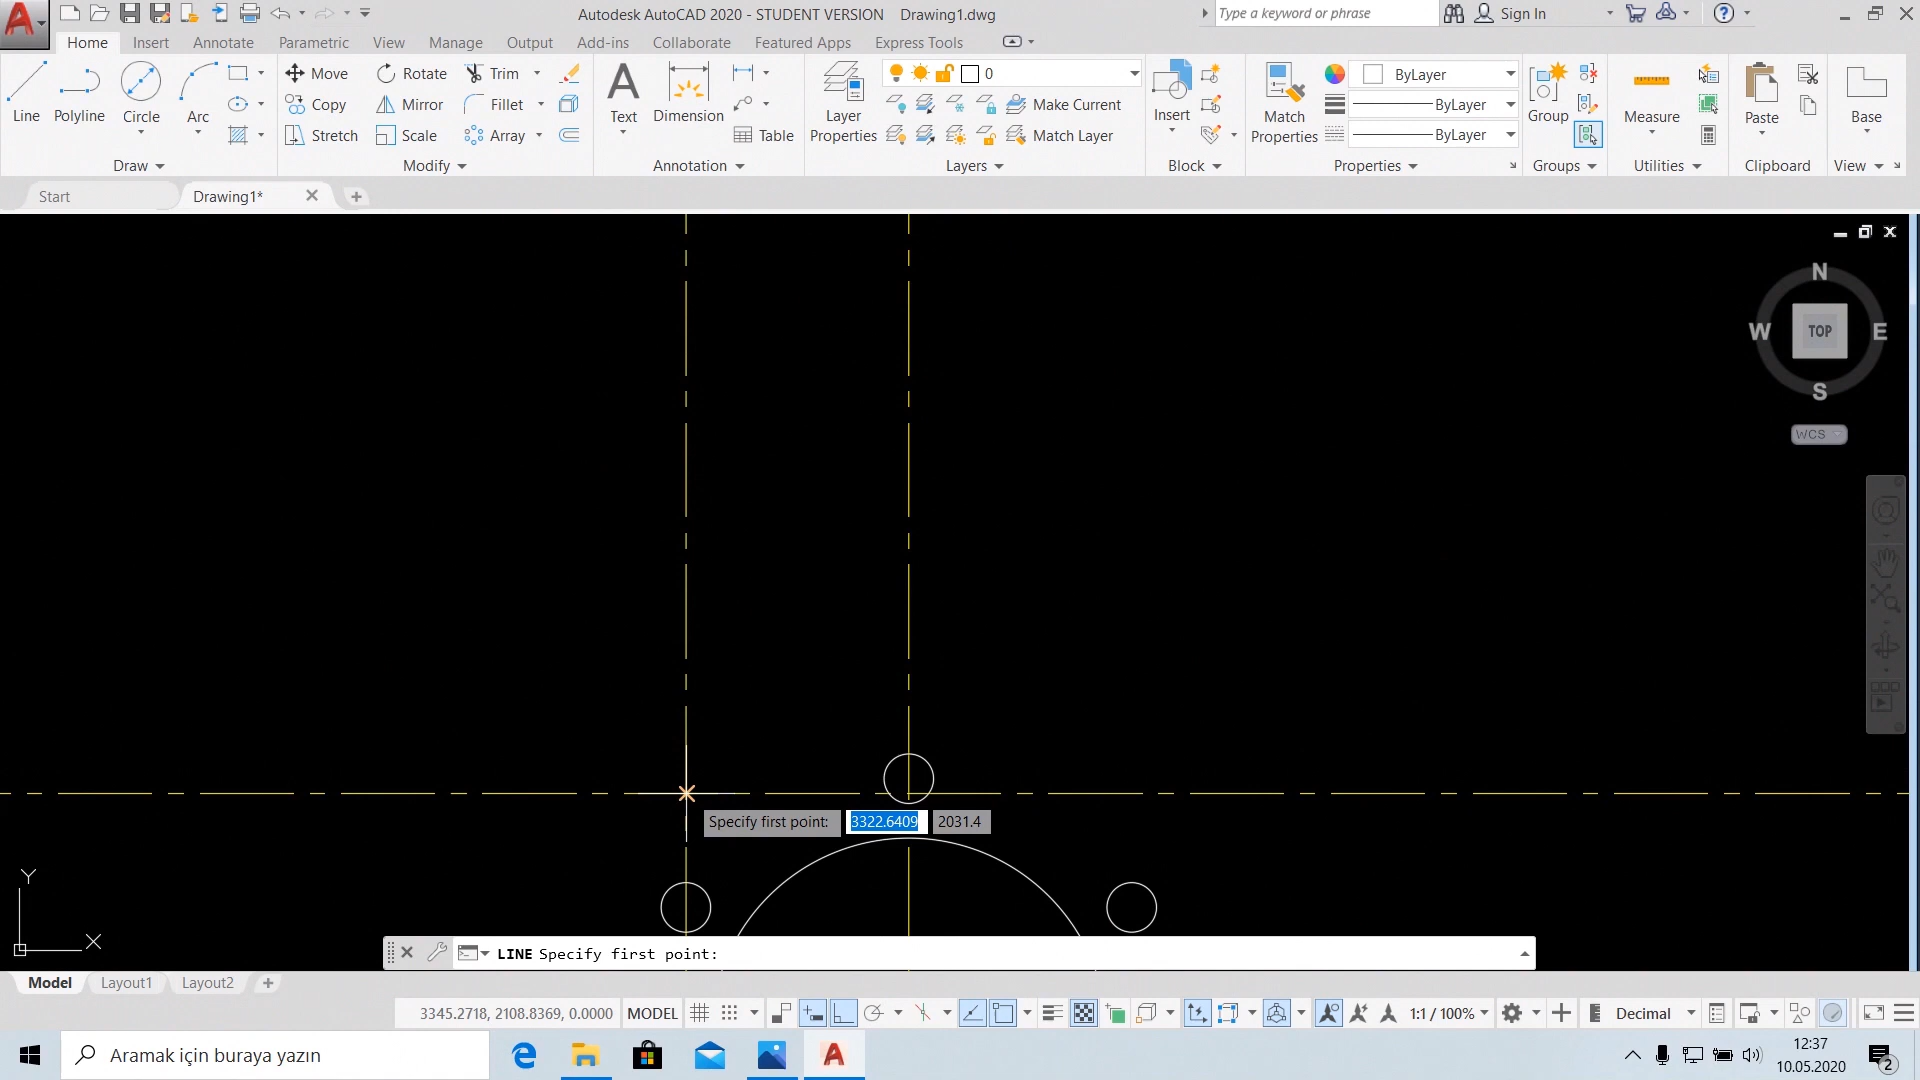 Autodesk AutoCAD 2020 - STUDENT VERSION Drawing1.dwg
Type a keyword or phrase
Sign In
Home Insert Annotate Parametric View Manage Output Add-ins Collaborate Featured Apps Express Tools
Line Polyline Circle Arc
Draw
Move Rotate Trim
Copy Mirror Fillet
Stretch Scale Array
Modify
Text Dimension Table
Annotation
Layer Properties
0
Make Current
Match Layer
Layers
Insert
Block
Match Properties
ByLayer
ByLayer
ByLayer
Properties
Group
Groups
Measure
Utilities
Paste
Clipboard
Base
View
Start Drawing1*
N
W TOP E
S
WCS
Specify first point: 3322.6409 2031.4
Y
X
LINE Specify first point:
Model Layout1 Layout2
3345.2718, 2108.8369, 0.0000 MODEL 1:1 / 100% Decimal
Aramak için buraya yazın
12:37
10.05.2020
2